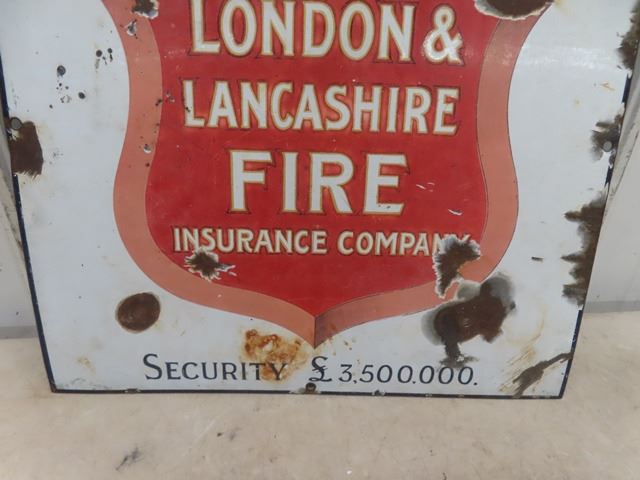 LONDON &
LANCASHIRE
FIRE
INSURANCE COMPANY
SECURITY £3,500.000.